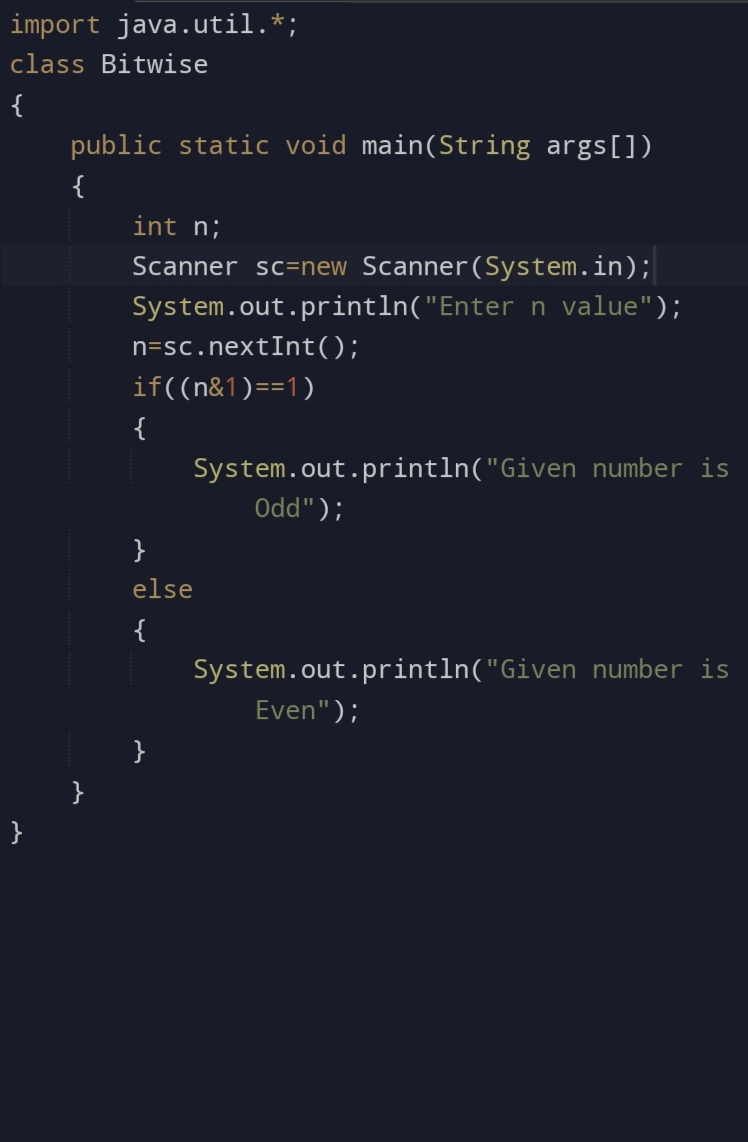 import java.util.*;
class Bitwise
{
    public static void main(String args[])
    {
        int n;
        Scanner sc=new Scanner(System.in);
        System.out.println("Enter n value");
        n=sc.nextInt();
        if((n&1)==1)
        {
            System.out.println("Given number is
                Odd");
        }
        else
        {
            System.out.println("Given number is
                Even");
        }
    }
}